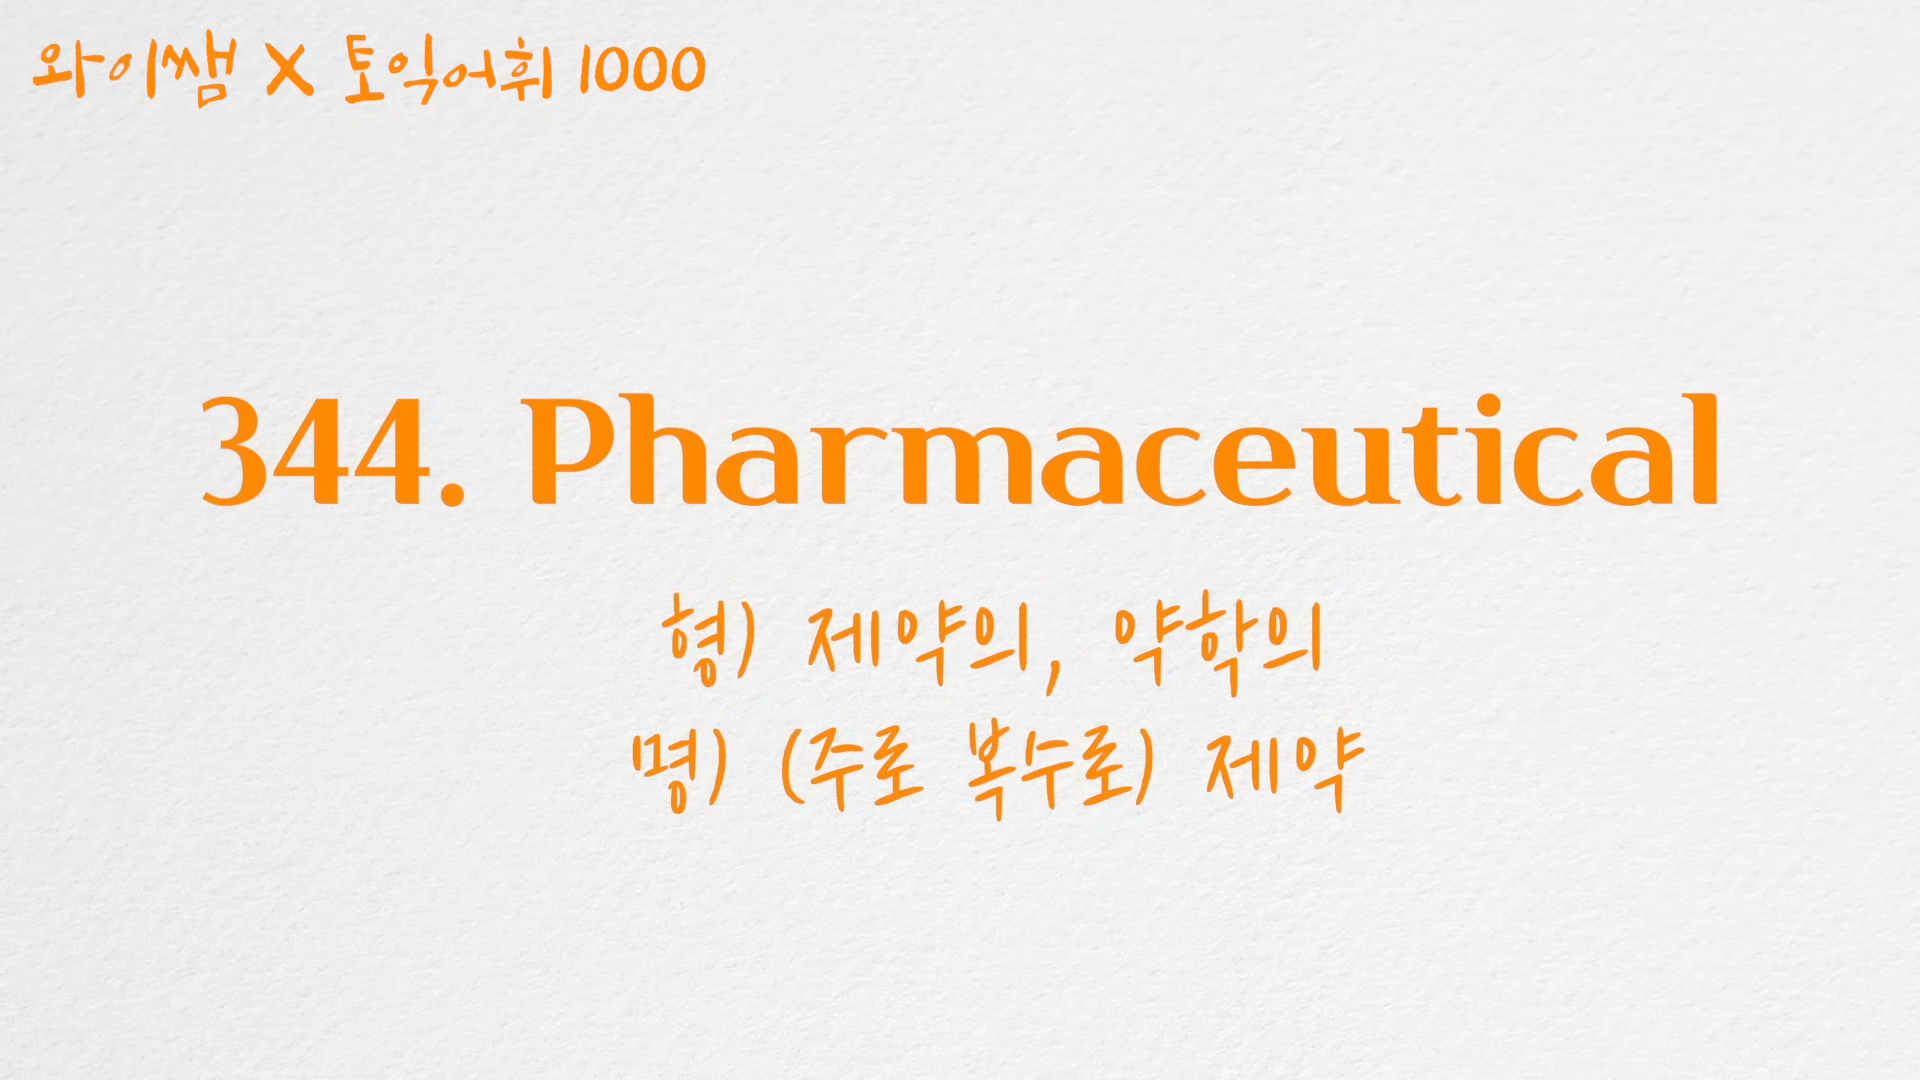 와이쌤 X 토익어휘 1000
344. Pharmaceutical
형) 제약의, 약학의
명) (주로 복수로) 제약